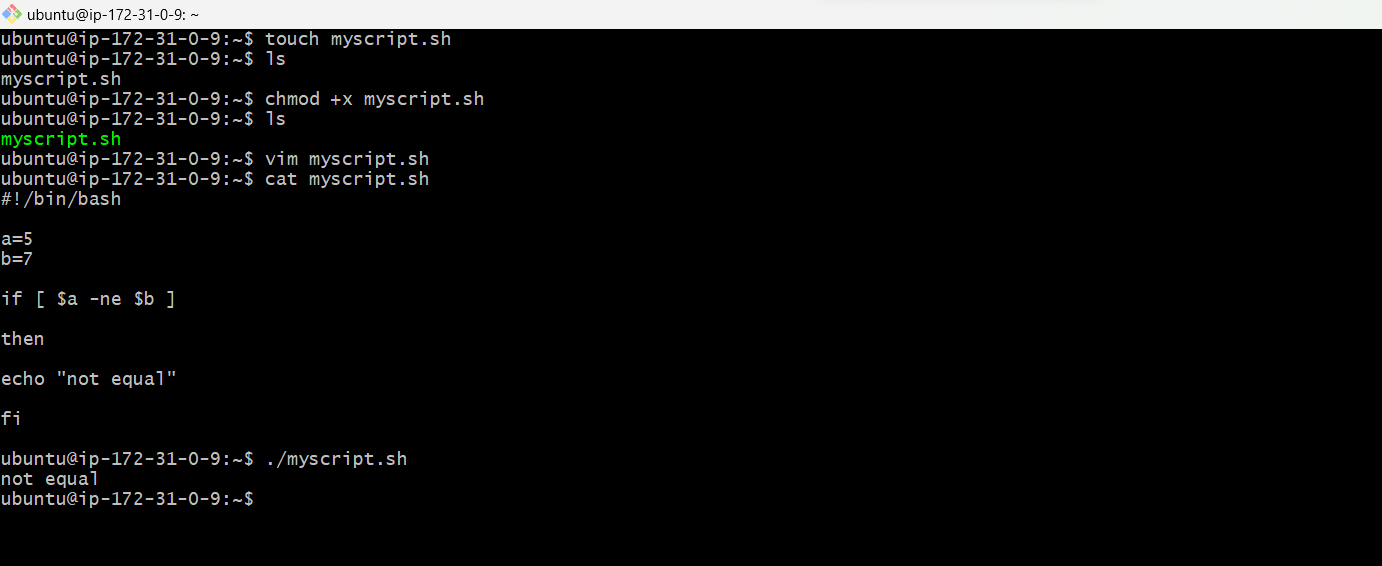 ubuntu@ip-172-31-0-9: ~
ubuntu@ip-172-31-0-9:~$ touch myscript.sh
ubuntu@ip-172-31-0-9:~$ ls
myscript.sh
ubuntu@ip-172-31-0-9:~$ chmod +x myscript.sh
ubuntu@ip-172-31-0-9:~$ ls
myscript.sh
ubuntu@ip-172-31-0-9:~$ vim myscript.sh
ubuntu@ip-172-31-0-9:~$ cat myscript.sh
#!/bin/bash
a=5
b=7
if [ $a -ne $b ]
then
echo "not equal"
fi
ubuntu@ip-172-31-0-9:~$ ./myscript.sh
not equal
ubuntu@ip-172-31-0-9:~$